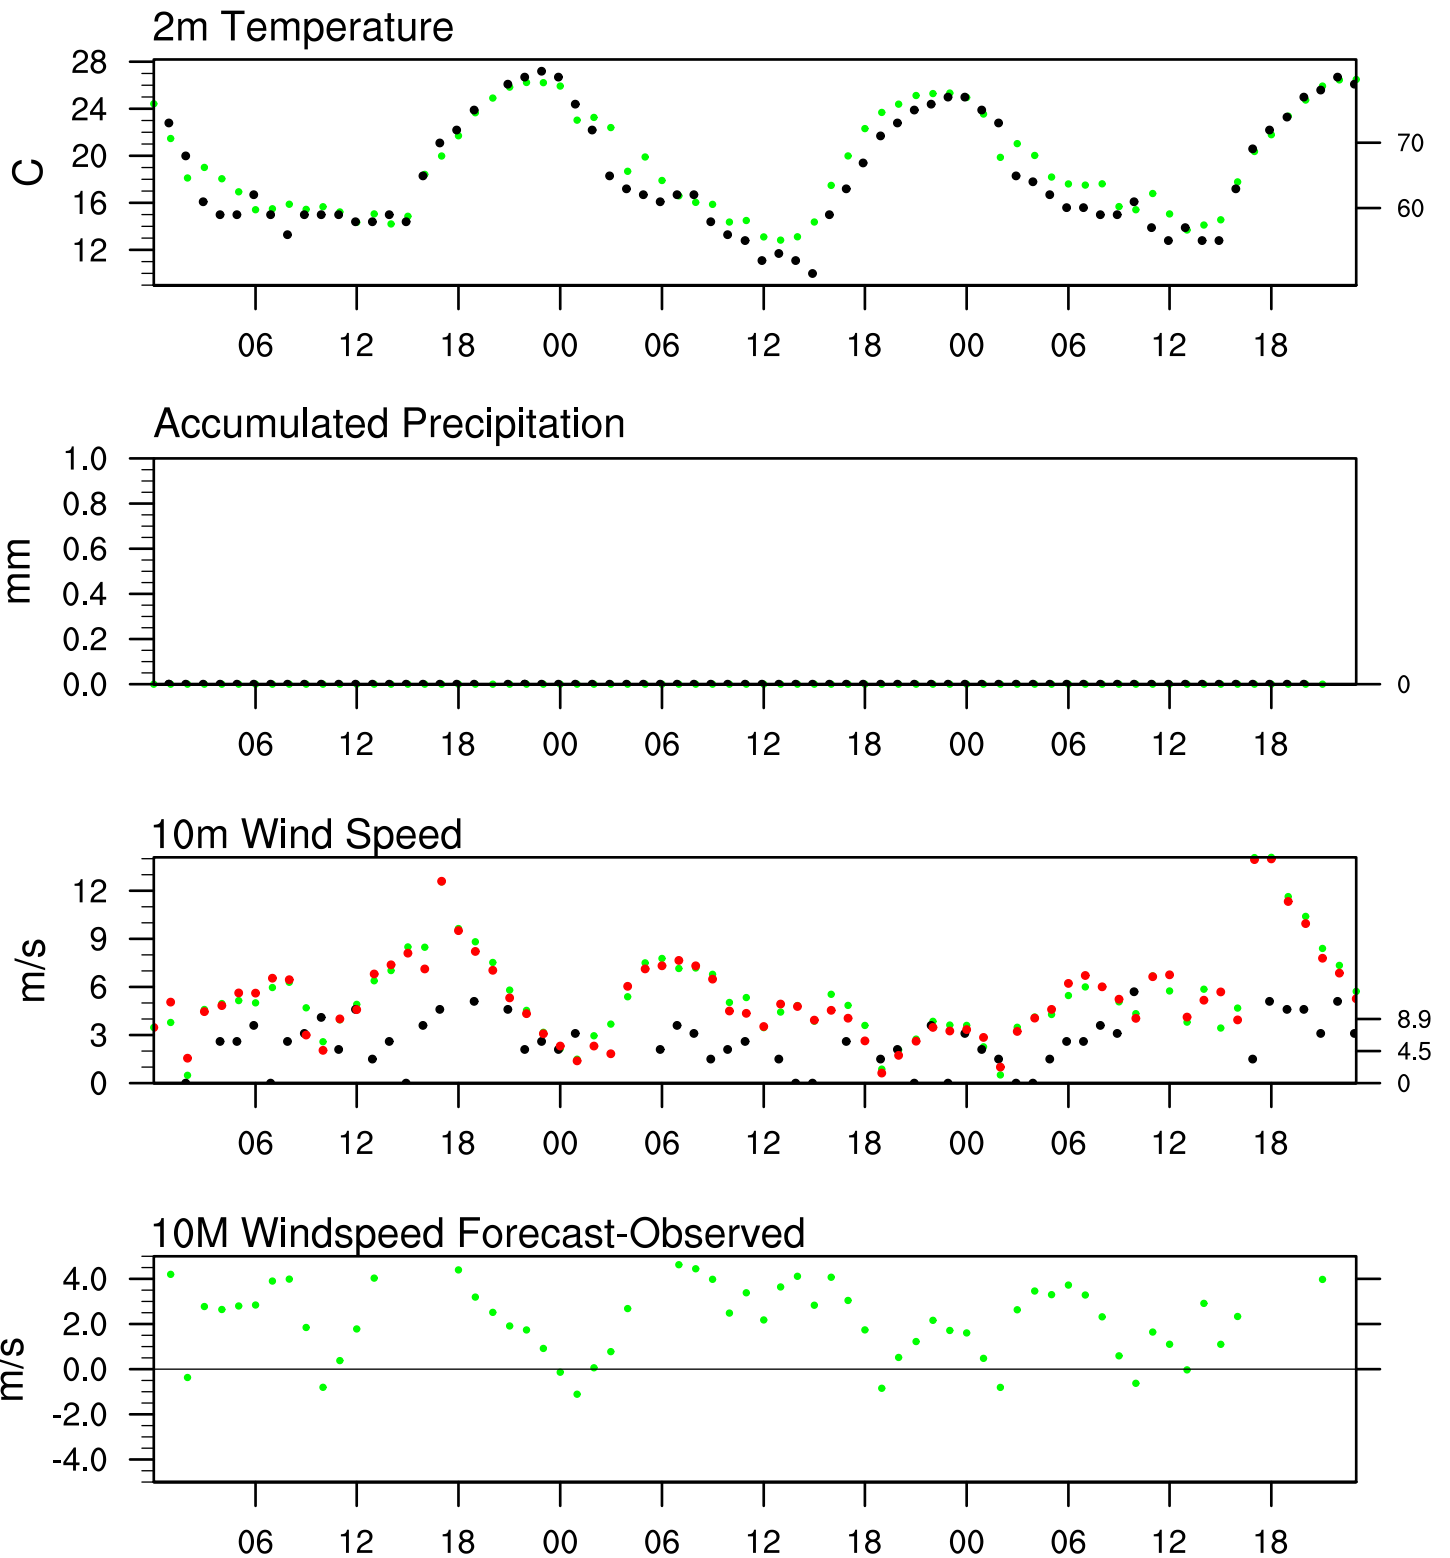 2m Temperature
28
24
20
16
12
C
70
60
06 12 18 00 06 12 18 00 06 12 18
Accumulated Precipitation
1.0
0.8
0.6
0.4
0.2
0.0
mm
0
06 12 18 00 06 12 18 00 06 12 18
10m Wind Speed
12
9
6
3
0
m/s
8.9
4.5
0
06 12 18 00 06 12 18 00 06 12 18
10M Windspeed Forecast-Observed
4.0
2.0
0.0
-2.0
-4.0
m/s
06 12 18 00 06 12 18 00 06 12 18